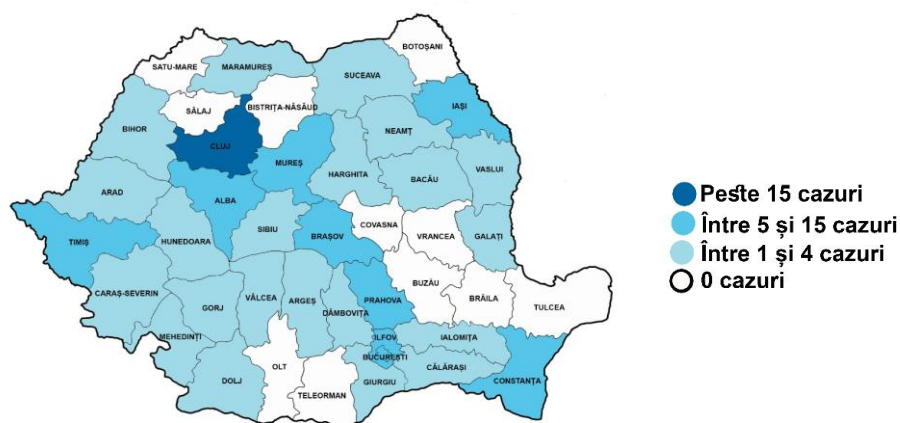 BOTOȘANI
SATU-MARE
MARAMUREȘ
SUCEAVA
SĂLAJ
BISTRIȚA-NĂSĂUD
IAȘI
BIHOR
CLUJ
NEAMȚ
MUREȘ
HARGHITA
BACĂU
VASLUI
ARAD
ALBA
TIMIȘ
HUNEDOARA
SIBIU
BRAȘOV
COVASNA
VRANCEA
GALAȚI
CARAȘ-SEVERIN
GORJ
VÂLCEA
ARGEȘ
DÂMBOVIȚA
PRAHOVA
BUZĂU
BRĂILA
TULCEA
MEHEDINȚI
ILFOV
IALOMIȚA
BUCUREȘTI
DOLJ
OLT
TELEORMAN
GIURGIU
CĂLĂRAȘI
CONSTANȚA
Peste 15 cazuri
Între 5 și 15 cazuri
Între 1 și 4 cazuri
0 cazuri